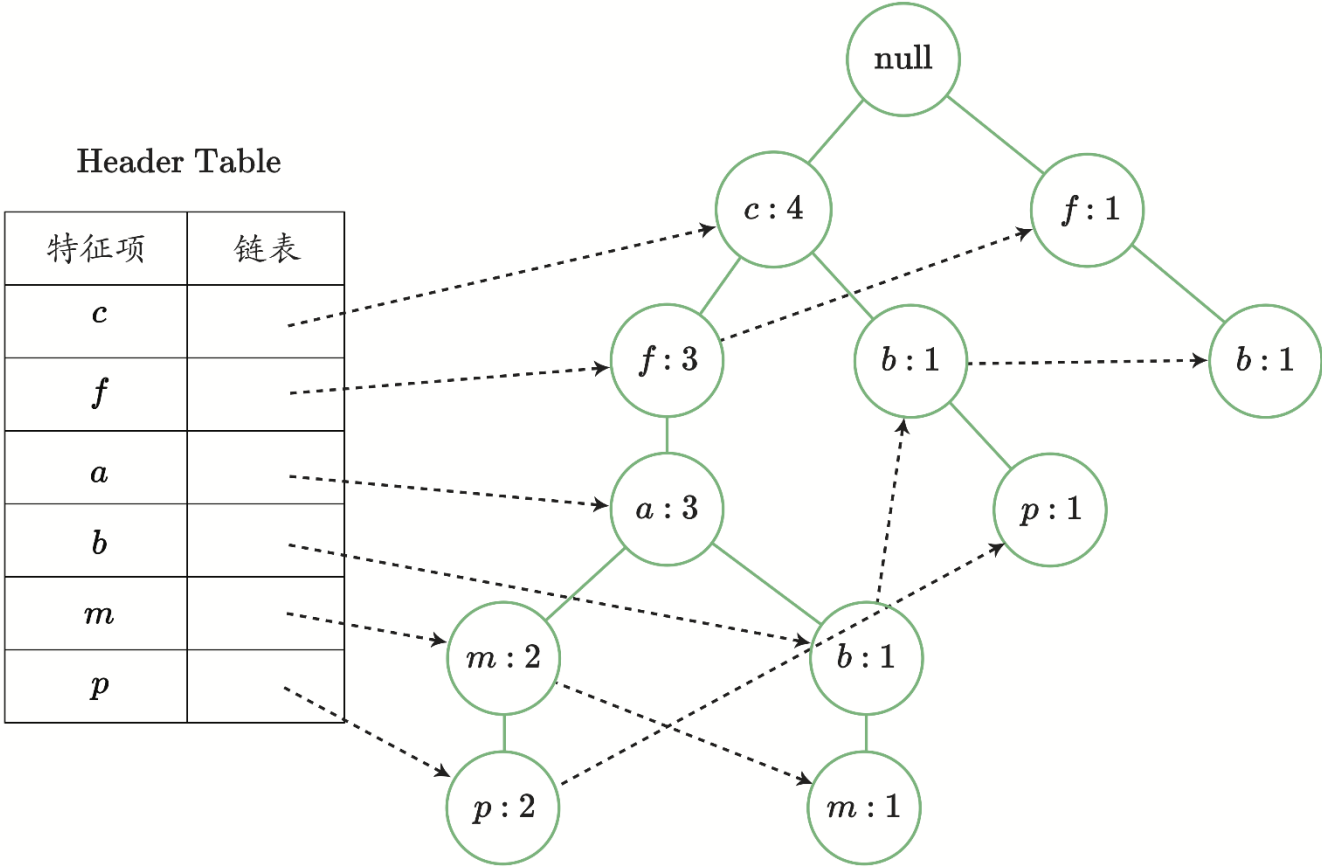 null
Header Table
c : 4
f : 1
特征项 链表
c
f
f : 3
b : 1
b : 1
a
a : 3
p : 1
b
m
m : 2
b : 1
p
p : 2
m : 1